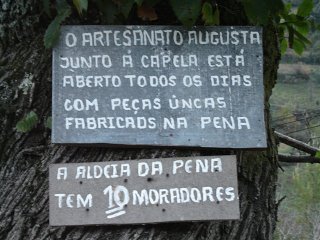 O ARTESANATO AUGUSTA
JUNTO À CAPELA ESTÁ
ABERTO TODOS OS DIAS
COM PEÇAS ÚNCAS
FABRICADS NA PENA
A ALDEIA DA PENA
TEM 10 MORADORES